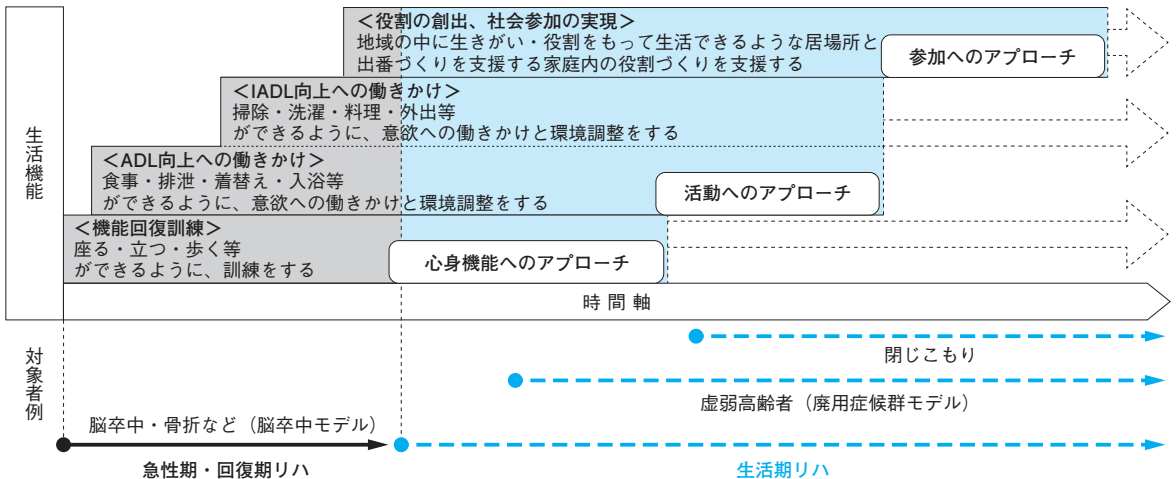 生活機能
＜役割の創出、社会参加の実現＞
地域の中に生きがい・役割をもって生活できるような居場所と
出番づくりを支援する家庭内の役割づくりを支援する
参加へのアプローチ
＜IADL向上への働きかけ＞
掃除・洗濯・料理・外出等
ができるように、意欲への働きかけと環境調整をする
＜ADL向上への働きかけ＞
食事・排泄・着替え・入浴等
ができるように、意欲への働きかけと環境調整をする
活動へのアプローチ
＜機能回復訓練＞
座る・立つ・歩く等
ができるように、訓練をする
心身機能へのアプローチ
時間軸
対象者例
閉じこもり
虚弱高齢者（廃用症候群モデル）
脳卒中・骨折など（脳卒中モデル）
急性期・回復期リハ
生活期リハ